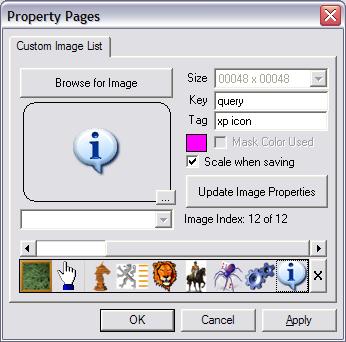 Property Pages
Custom Image List
Browse for Image
Size 00048 x 00048
Key query
Tag xp icon
Mask Color Used
Scale when saving
...
Update Image Properties
Image Index: 12 of 12
X
OK Cancel Apply